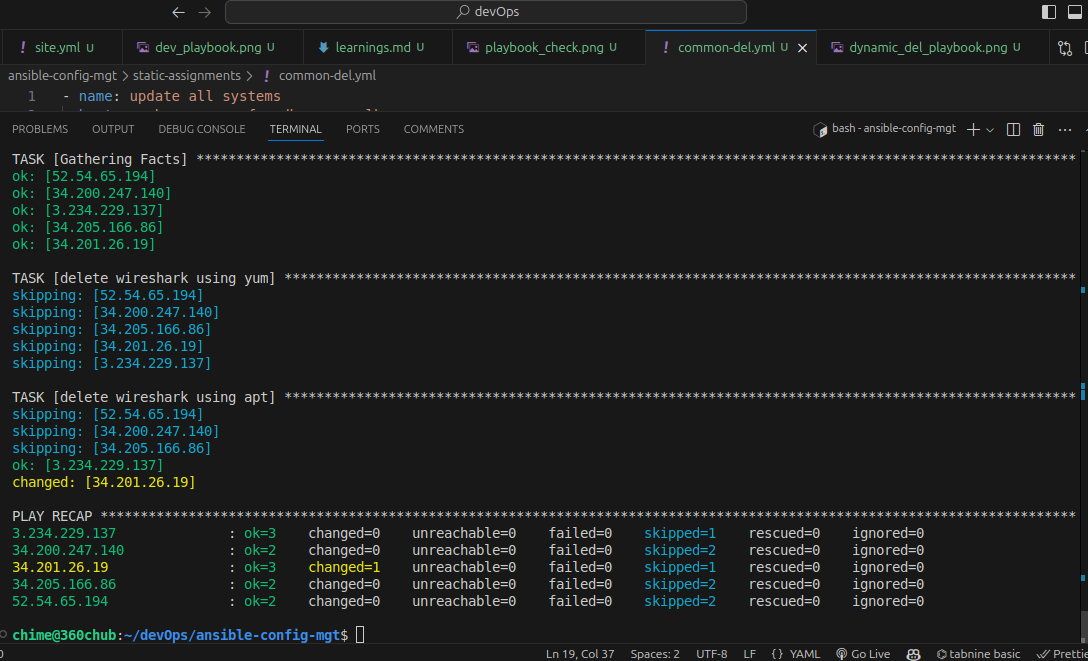 devOps
! site.yml U dev_playbook.png U learnings.md U playbook_check.png U ! common-del.yml U × dynamic_del_playbook.png U
ansible-config-mgt > static-assignments > ! common-del.yml
1 - name: update all systems
PROBLEMS OUTPUT DEBUG CONSOLE TERMINAL PORTS COMMENTS bash - ansible-config-mgt
TASK [Gathering Facts] **************************************************************************************************************
ok: [52.54.65.194]
ok: [34.200.247.140]
ok: [3.234.229.137]
ok: [34.205.166.86]
ok: [34.201.26.19]
TASK [delete wireshark using yum] ***************************************************************************************************
skipping: [52.54.65.194]
skipping: [34.200.247.140]
skipping: [34.205.166.86]
skipping: [34.201.26.19]
skipping: [3.234.229.137]
TASK [delete wireshark using apt] ***************************************************************************************************
skipping: [52.54.65.194]
skipping: [34.200.247.140]
skipping: [34.205.166.86]
ok: [3.234.229.137]
changed: [34.201.26.19]
PLAY RECAP **************************************************************************************************************************
3.234.229.137 : ok=3 changed=0 unreachable=0 failed=0 skipped=1 rescued=0 ignored=0
34.200.247.140 : ok=2 changed=0 unreachable=0 failed=0 skipped=2 rescued=0 ignored=0
34.201.26.19 : ok=3 changed=1 unreachable=0 failed=0 skipped=1 rescued=0 ignored=0
34.205.166.86 : ok=2 changed=0 unreachable=0 failed=0 skipped=2 rescued=0 ignored=0
52.54.65.194 : ok=2 changed=0 unreachable=0 failed=0 skipped=2 rescued=0 ignored=0
chime@360chub:~/devOps/ansible-config-mgt$
0 Ln 19, Col 37 Spaces: 2 UTF-8 LF {} YAML Go Live tabnine basic Prettie